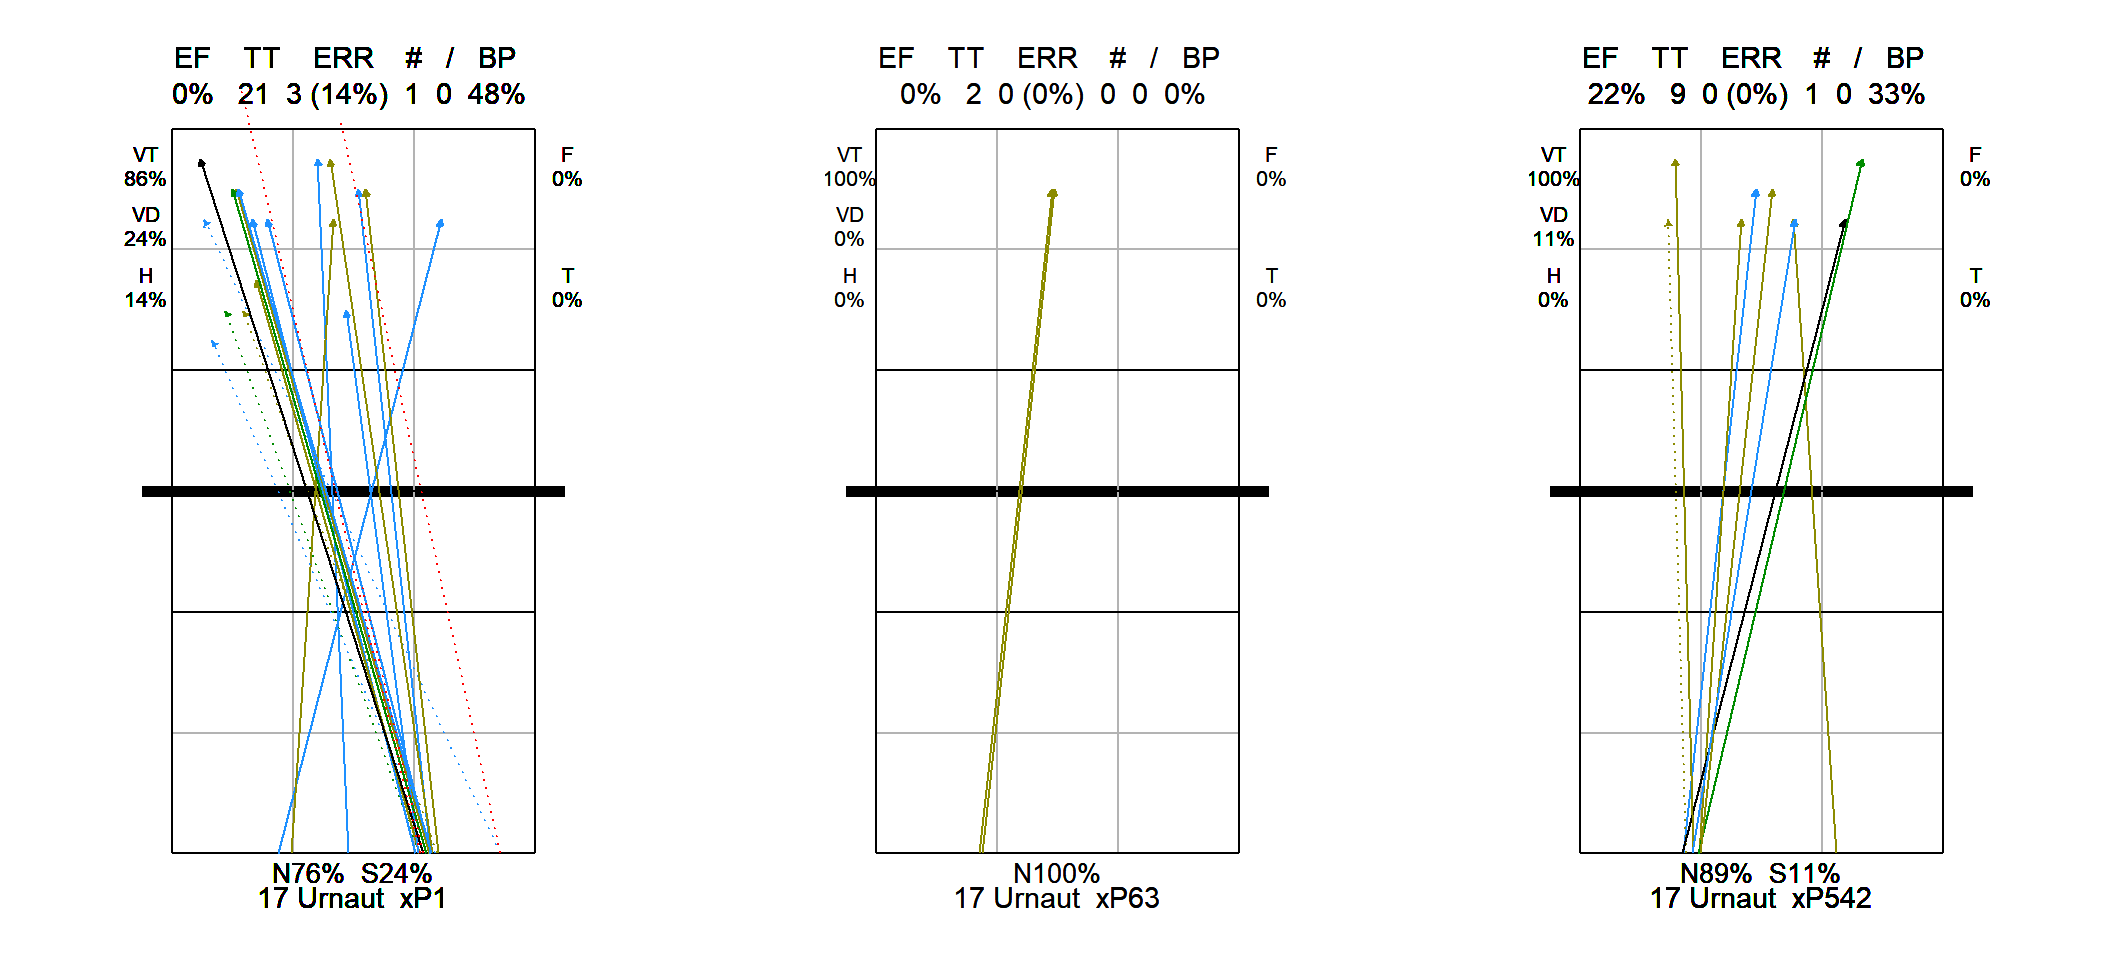 EF TT ERR # / BP
0% 21 3 (14%) 1 0 48%
VT
86%
VD
24%
H
14%
F
0%
T
0%
N76% S24%
17 Urnaut xP1
EF TT ERR # / BP
0% 2 0 (0%) 0 0 0%
VT
100%
VD
0%
H
0%
F
0%
T
0%
N100%
17 Urnaut xP63
EF TT ERR # / BP
22% 9 0 (0%) 1 0 33%
VT
100%
VD
11%
H
0%
F
0%
T
0%
N89% S11%
17 Urnaut xP542